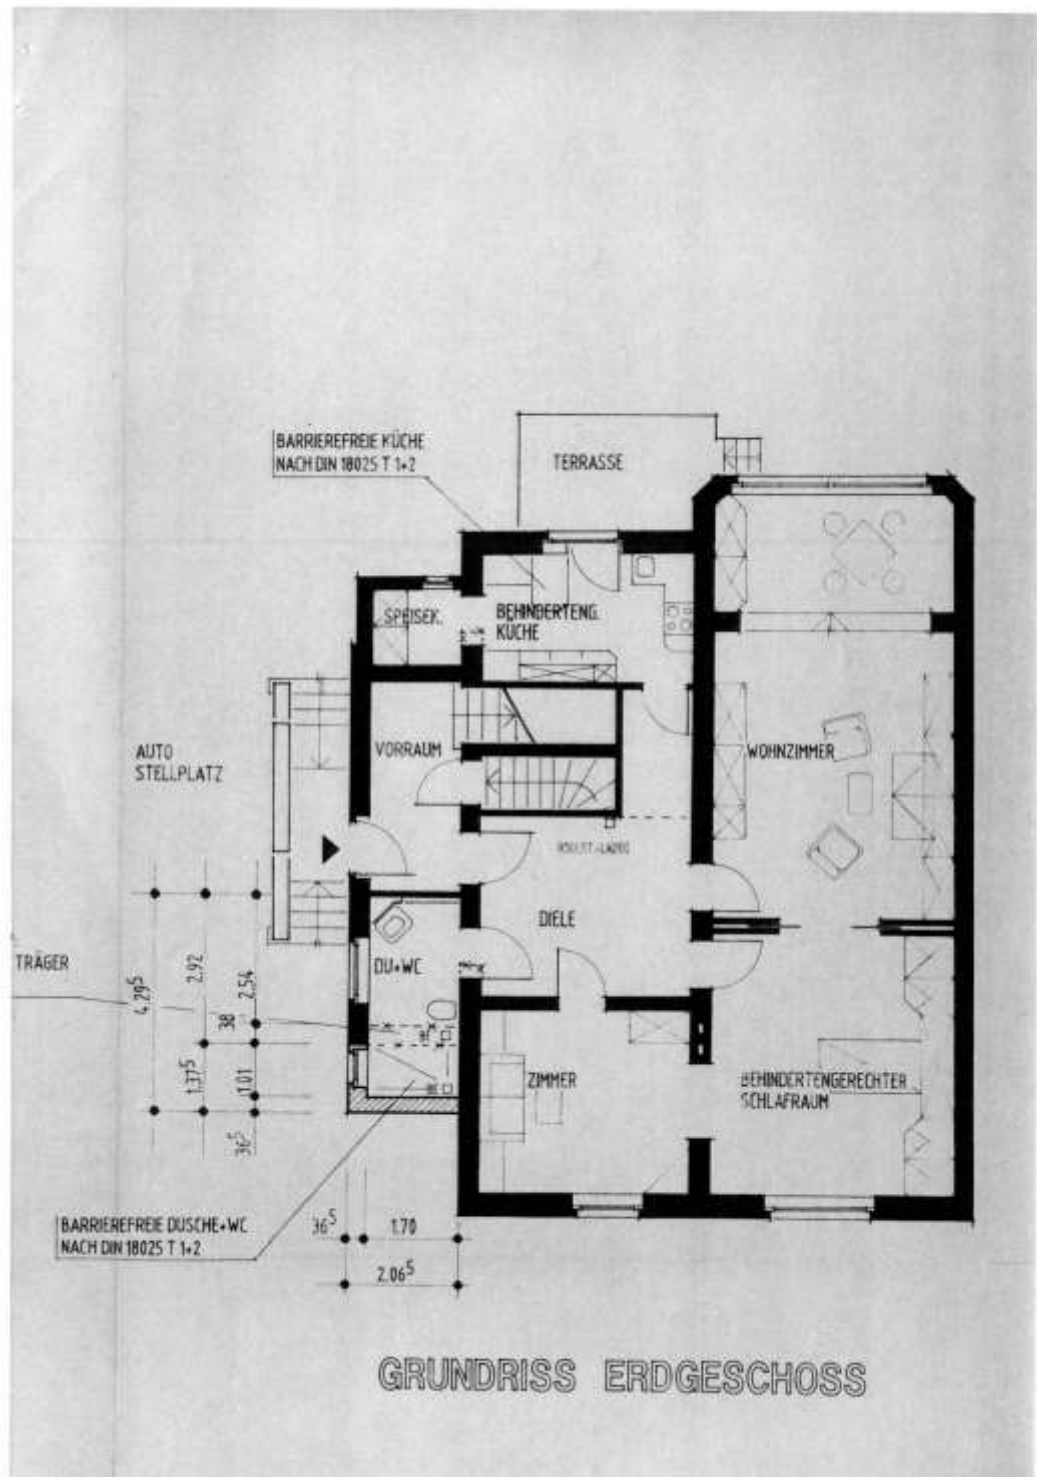 BARRIEREFREIE KÜCHE
NACH DIN 18025 T 1+2
TERRASSE
SPEISEK.
BEHINDERTENG.
KÜCHE
AUTO
STELLPLATZ
VORRAUM
WOHNZIMMER
DIELE
TRÄGER
DU+WC
4.29⁵
2.92
2.54
38
1.37⁵
1.01
36⁵
ZIMMER
BEHINDERTENGERECHTER
SCHLAFRAUM
BARRIEREFREIE DUSCHE+WC
NACH DIN 18025 T 1+2
36⁵
1.70
2.06⁵
GRUNDRISS ERDGESCHOSS